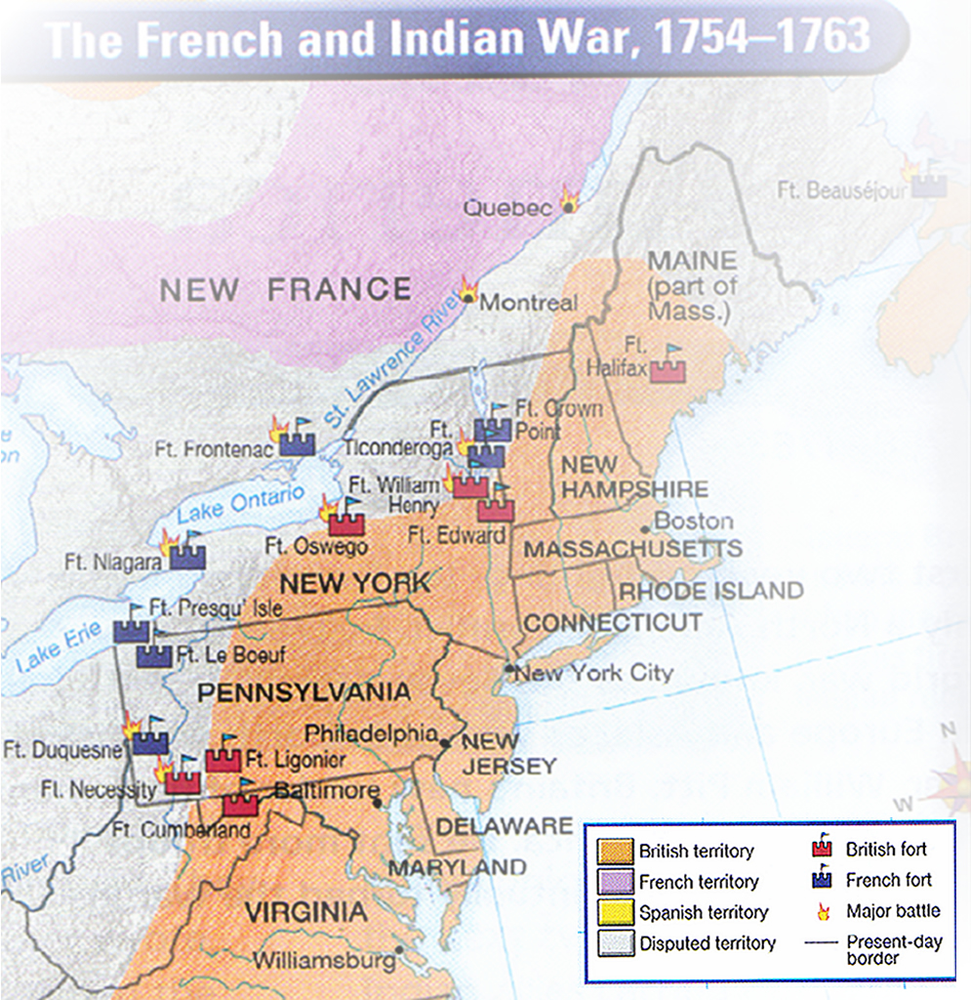 The French and Indian War, 1754–1763
Ft. Beauséjour
Quebec
MAINE
(part of
Mass.)
NEW FRANCE
Montreal
St. Lawrence River
Ft.
Halifax
Ft. Crown
Point
Ft.
Ticonderoga
Ft. Frontenac
NEW
HAMPSHIRE
Ft. William
Henry
Lake Ontario
Ft. Edward
Boston
Ft. Oswego
MASSACHUSETTS
Ft. Niagara
NEW YORK
RHODE ISLAND
Ft. Presqu' Isle
CONNECTICUT
Lake Erie
Ft. Le Boeuf
New York City
PENNSYLVANIA
Philadelphia
NEW
JERSEY
Ft. Duquesne
Ft. Ligonier
Ft. Necessity
Baltimore
Ft. Cumberland
DELAWARE
MARYLAND
River
VIRGINIA
Williamsburg
N
W
British territory
French territory
Spanish territory
Disputed territory
British fort
French fort
Major battle
Present-day
border